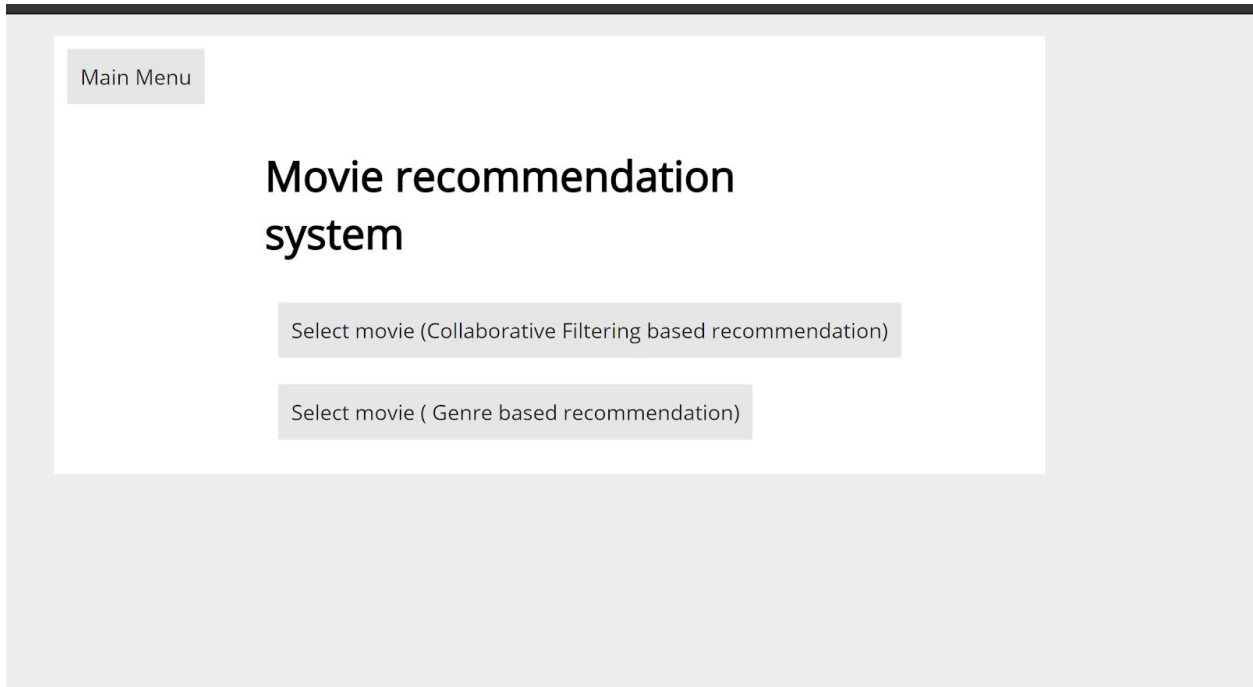 Main Menu
Movie recommendation
system
Select movie (Collaborative Filtering based recommendation)
Select movie ( Genre based recommendation)